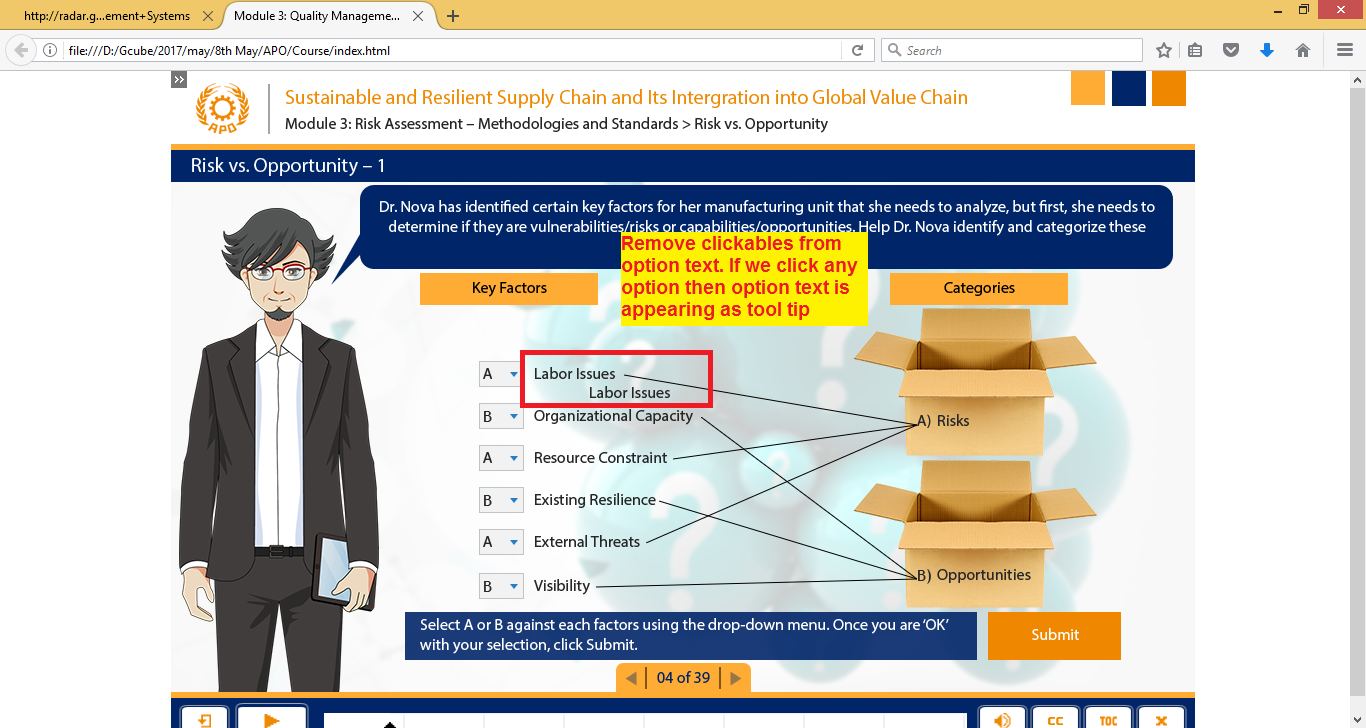 http://radar.g...ement+Systems
Module 3: Quality Manageme...
file:///D:/Gcube/2017/may/8th May/APO/Course/index.html
Search
APO
Sustainable and Resilient Supply Chain and Its Intergration into Global Value Chain
Module 3: Risk Assessment – Methodologies and Standards > Risk vs. Opportunity
Risk vs. Opportunity – 1
Dr. Nova has identified certain key factors for her manufacturing unit that she needs to analyze, but first, she needs to
determine if they are vulnerabilities/risks or capabilities/opportunities. Help Dr. Nova identify and categorize these
Remove clickables from
option text. If we click any
option then option text is
appearing as tool tip
Key Factors
Categories
A Labor Issues
Labor Issues
B Organizational Capacity
A Resource Constraint
B Existing Resilience
A External Threats
B Visibility
A) Risks
B) Opportunities
Select A or B against each factors using the drop-down menu. Once you are ‘OK’
with your selection, click Submit.
Submit
04 of 39
CC
TOC